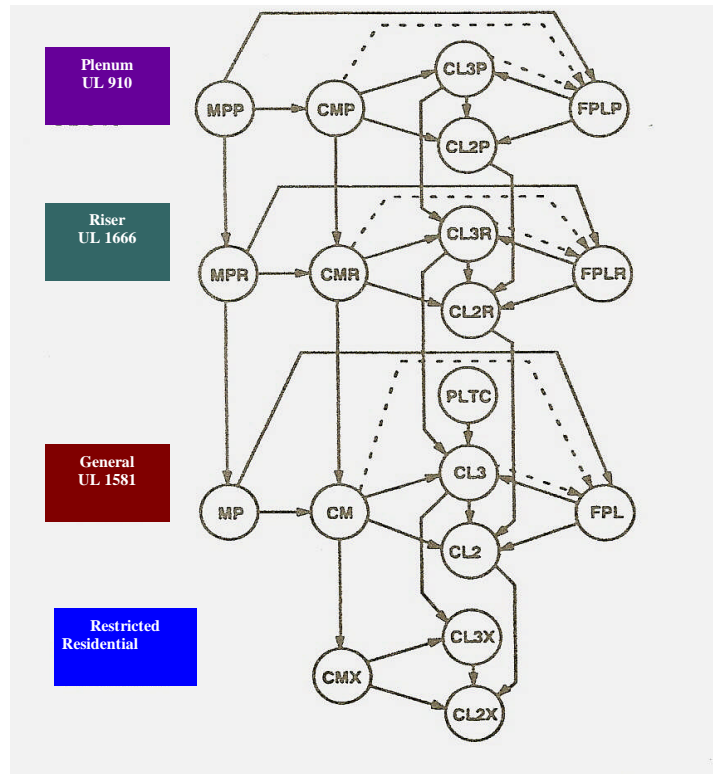 Plenum
UL 910
MPP
CMP
CL3P
CL2P
FPLP
Riser
UL 1666
MPR
CMR
CL3R
CL2R
FPLR
PLTC
General
UL 1581
MP
CM
CL3
CL2
FPL
Restricted
Residential
CMX
CL3X
CL2X